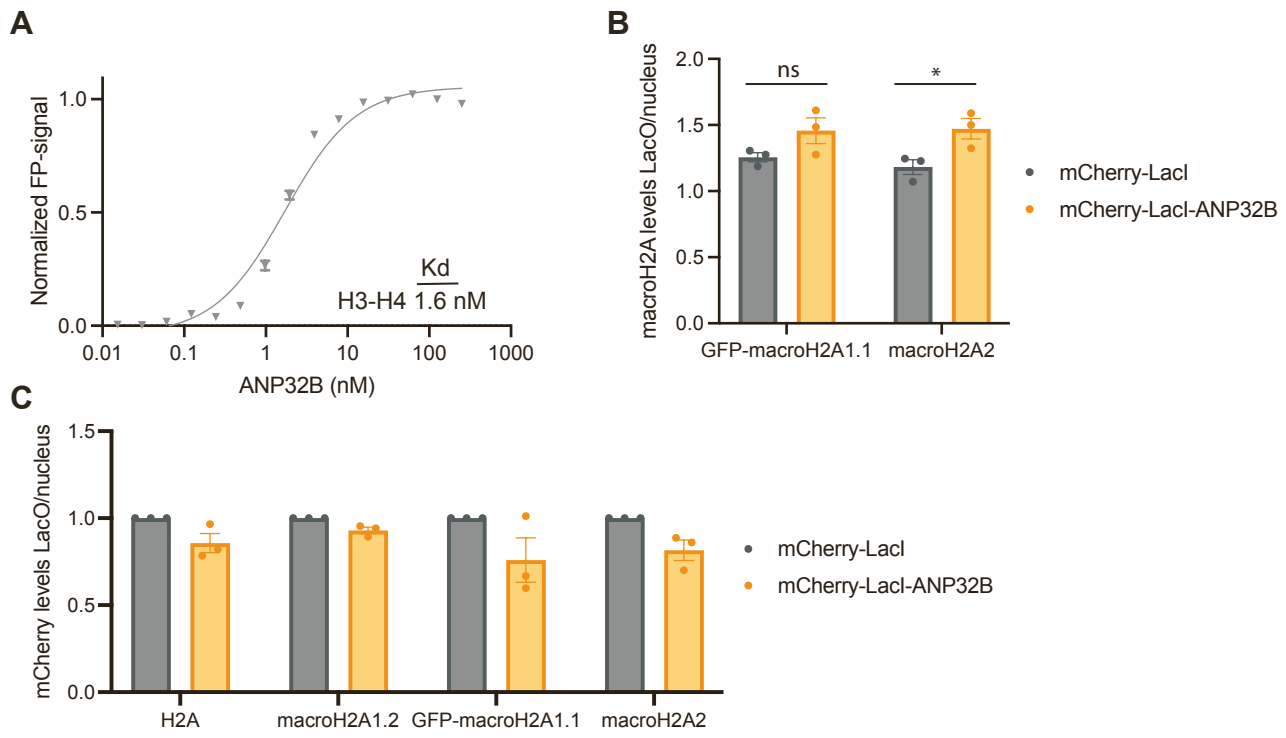 A
Normalized FP-signal
1.0
0.5
0.0
0.01 0.1 1 10 100 1000
ANP32B (nM)
Kd
H3-H4 1.6 nM
B
macroH2A levels LacO/nucleus
2.0
1.5
1.0
0.5
0.0
ns
*
GFP-macroH2A1.1 macroH2A2
mCherry-LacI
mCherry-LacI-ANP32B
C
mCherry levels LacO/nucleus
1.5
1.0
0.5
0.0
H2A macroH2A1.2 GFP-macroH2A1.1 macroH2A2
mCherry-LacI
mCherry-LacI-ANP32B